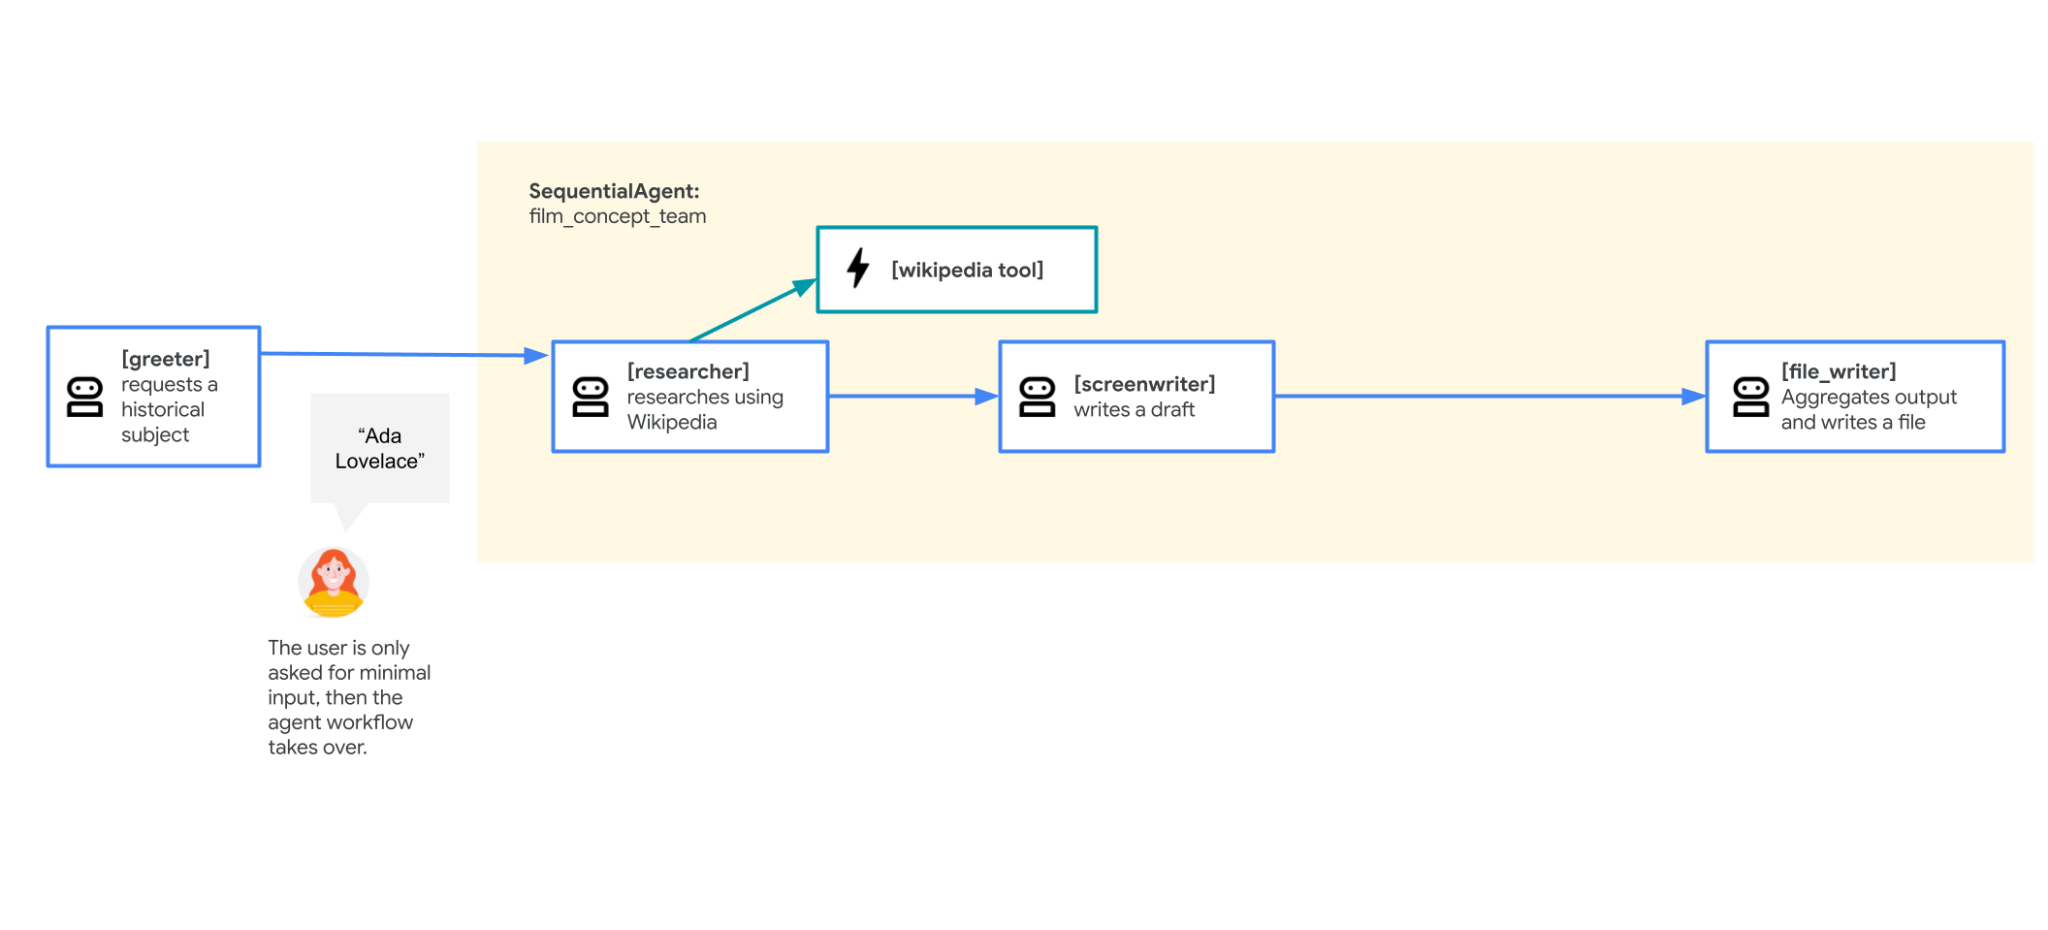 SequentialAgent:
film_concept_team
[wikipedia tool]
[greeter]
requests a
historical
subject
“Ada
Lovelace”
[researcher]
researches using
Wikipedia
[screenwriter]
writes a draft
[file_writer]
Aggregates output
and writes a file
The user is only
asked for minimal
input, then the
agent workflow
takes over.